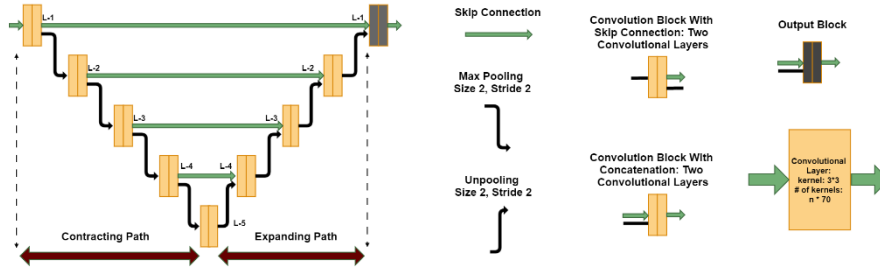 L-1
L-1
L-2
L-2
L-3
L-3
L-4
L-4
L-5
Contracting Path
Expanding Path
Skip Connection
Max Pooling
Size 2, Stride 2
Unpooling
Size 2, Stride 2
Convolution Block With
Skip Connection: Two
Convolutional Layers
Convolution Block With
Concatenation: Two
Convolutional Layers
Output Block
Convolutional
Layer:
kernel: 3*3
# of kernels:
n * 70